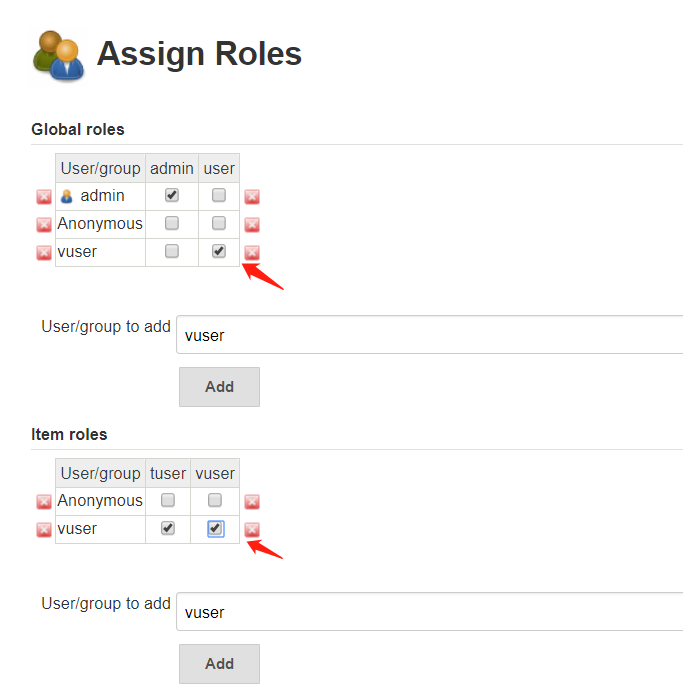 Assign Roles
Global roles
User/group admin user
admin
Anonymous
vuser
User/group to add vuser
Add
Item roles
User/group tuser vuser
Anonymous
vuser
User/group to add vuser
Add